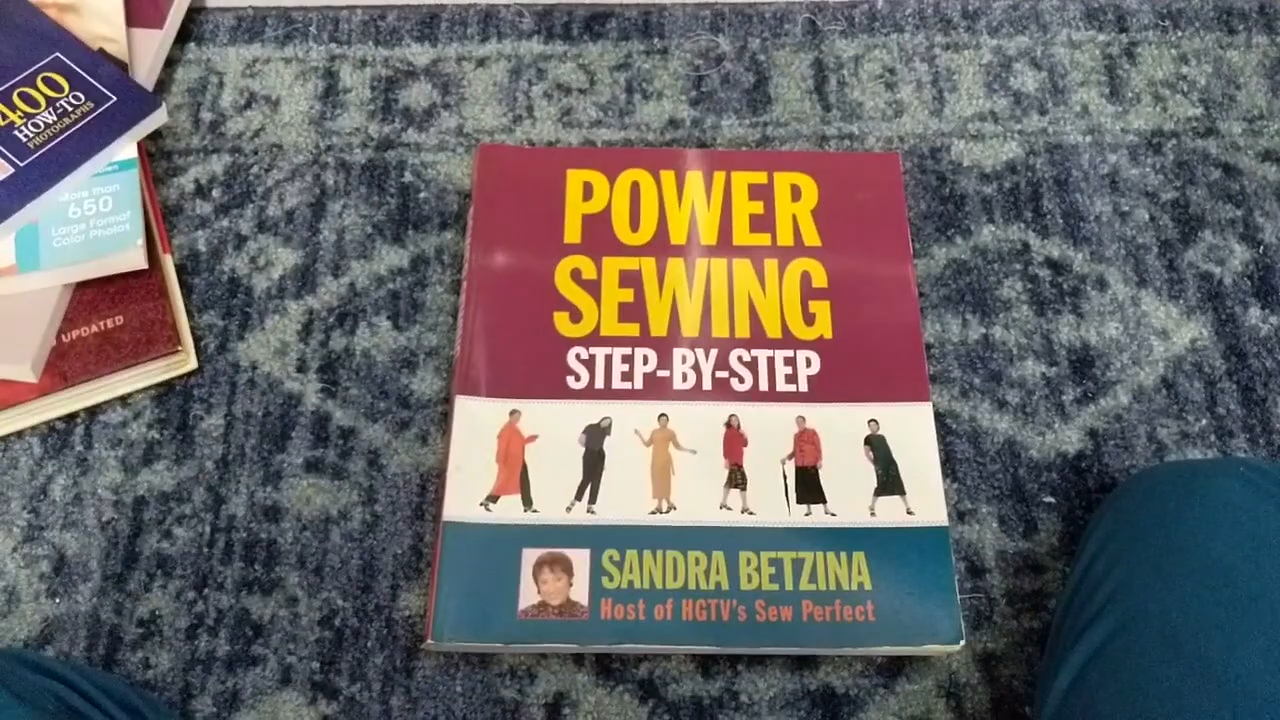 400
HOW-TO
PHOTOGRAPHS
More than
650
Large Format
Color Photos
UPDATED
POWER
SEWING
STEP-BY-STEP
SANDRA BETZINA
Host of HGTV's Sew Perfect